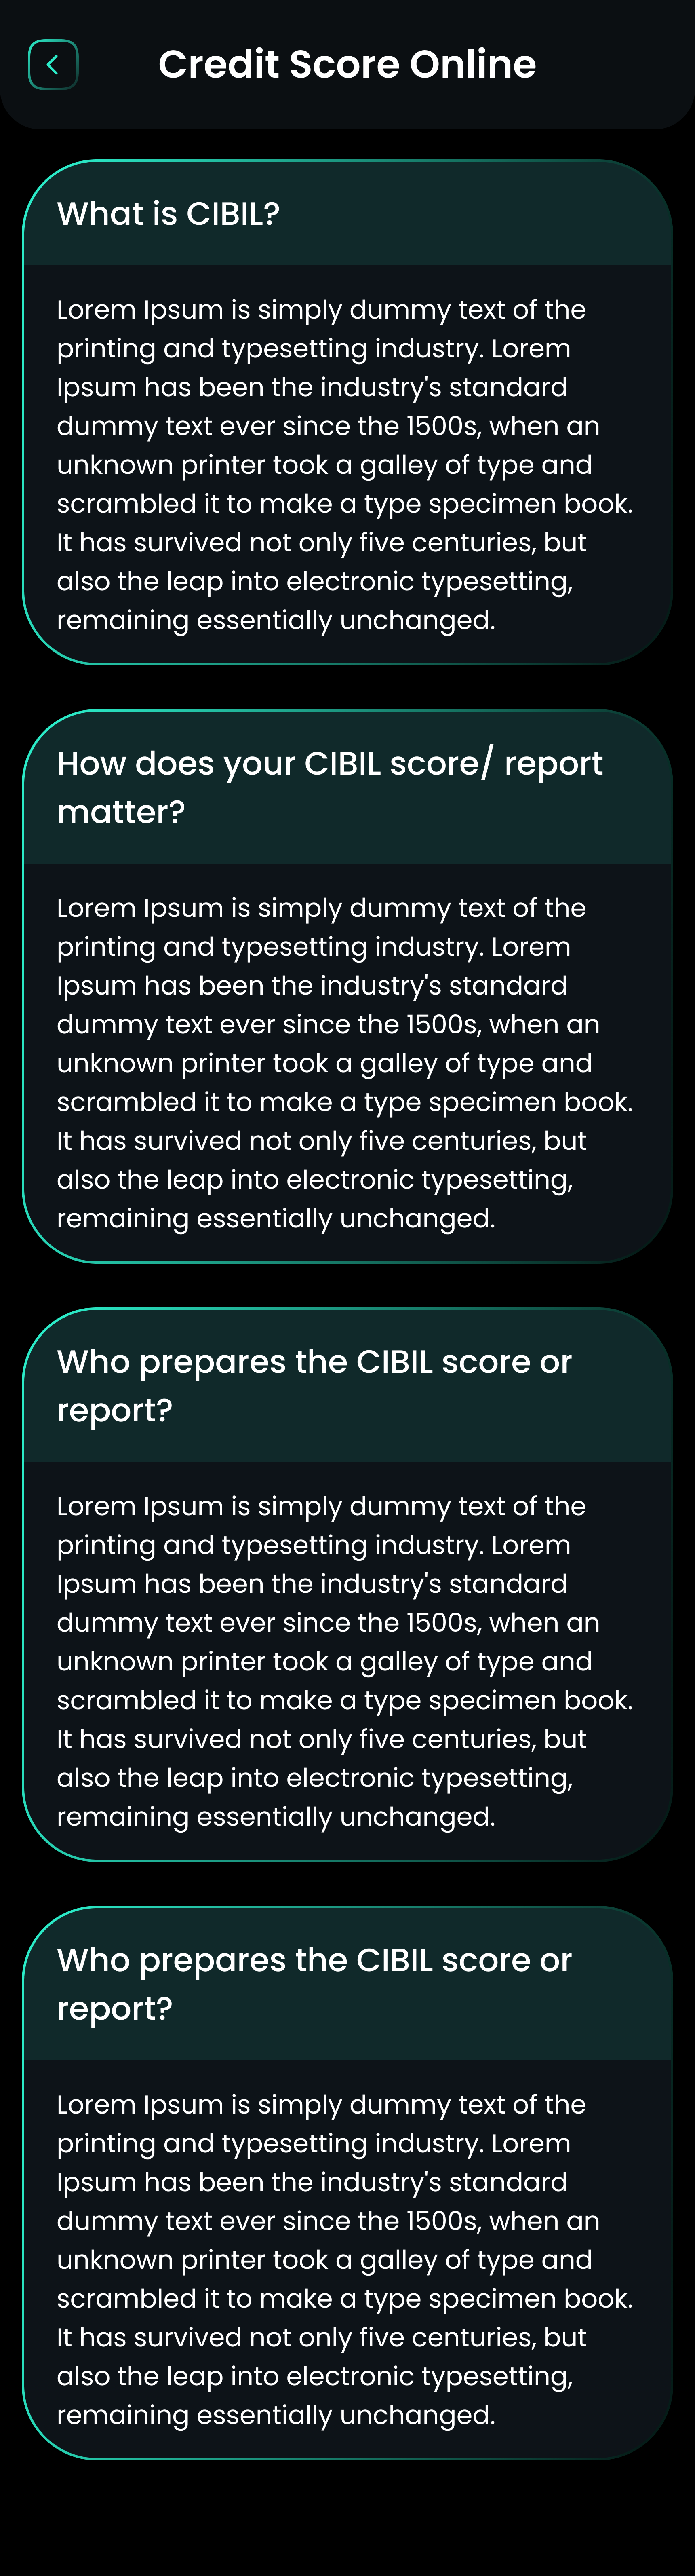 Credit Score Online
What is CIBIL?
Lorem Ipsum is simply dummy text of the
printing and typesetting industry. Lorem
Ipsum has been the industry's standard
dummy text ever since the 1500s, when an
unknown printer took a galley of type and
scrambled it to make a type specimen book.
It has survived not only five centuries, but
also the leap into electronic typesetting,
remaining essentially unchanged.
How does your CIBIL score/ report
matter?
Lorem Ipsum is simply dummy text of the
printing and typesetting industry. Lorem
Ipsum has been the industry's standard
dummy text ever since the 1500s, when an
unknown printer took a galley of type and
scrambled it to make a type specimen book.
It has survived not only five centuries, but
also the leap into electronic typesetting,
remaining essentially unchanged.
Who prepares the CIBIL score or
report?
Lorem Ipsum is simply dummy text of the
printing and typesetting industry. Lorem
Ipsum has been the industry's standard
dummy text ever since the 1500s, when an
unknown printer took a galley of type and
scrambled it to make a type specimen book.
It has survived not only five centuries, but
also the leap into electronic typesetting,
remaining essentially unchanged.
Who prepares the CIBIL score or
report?
Lorem Ipsum is simply dummy text of the
printing and typesetting industry. Lorem
Ipsum has been the industry's standard
dummy text ever since the 1500s, when an
unknown printer took a galley of type and
scrambled it to make a type specimen book.
It has survived not only five centuries, but
also the leap into electronic typesetting,
remaining essentially unchanged.